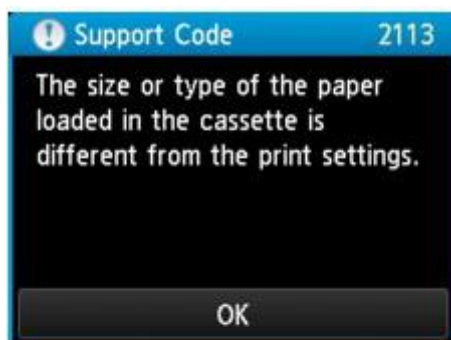 Support Code 2113
The size or type of the paper
loaded in the cassette is
different from the print settings.
OK